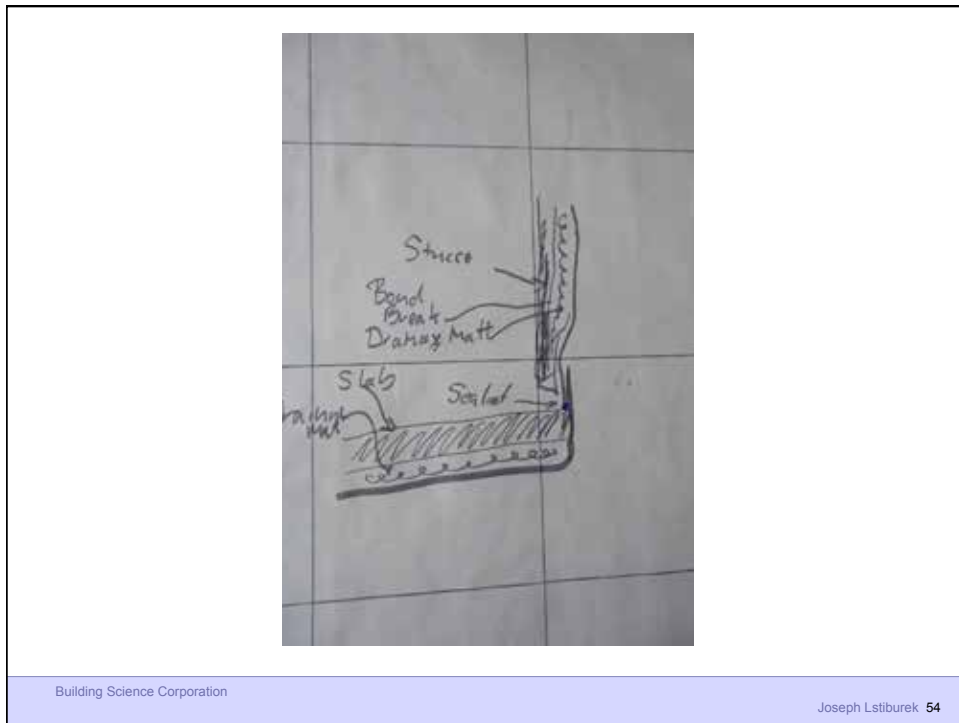 Stucco
Bond
Break
Drainage Matt
Slab
Sealant
Building Science Corporation
Joseph Lstiburek 54